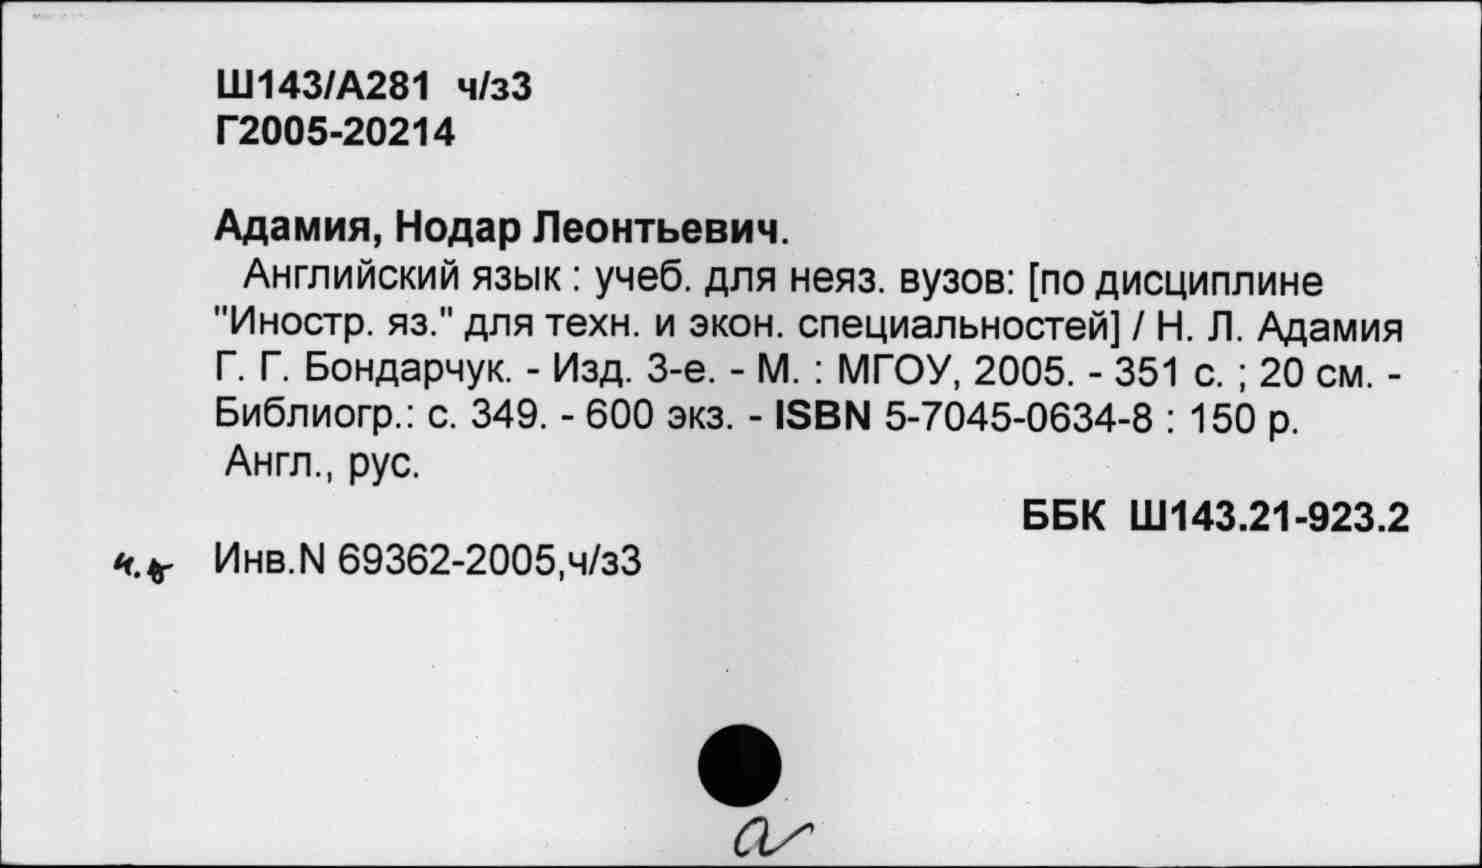 Ш143/А281 ч/з3
Г2005-20214
Адамия, Нодар Леонтьевич.
Английский язык : учеб. для неяз. вузов: [по дисциплине
"Иностр. яз." для техн. и экон. специальностей] / Н. Л. Адамия
Г. Г. Бондарчук. - Изд. 3-е. - М. : МГОУ, 2005. - 351 с. ; 20 см. -
Библиогр.: с. 349. - 600 экз. - ISBN 5-7045-0634-8 : 150 р.
Англ., рус.
ББК Ш143.21-923.2
Инв.N 69362-2005,ч/з3